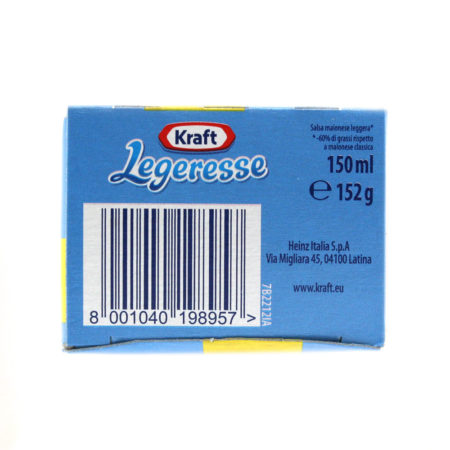 Kraft
Legeresse
Salsa maionese leggera*
*-60% di grassi rispetto
a maionese classica
150 ml
℮ 152 g
Heinz Italia S.p.A
Via Migliara 45, 04100 Latina
www.kraft.eu
7B22121A
8 001040 198957 >